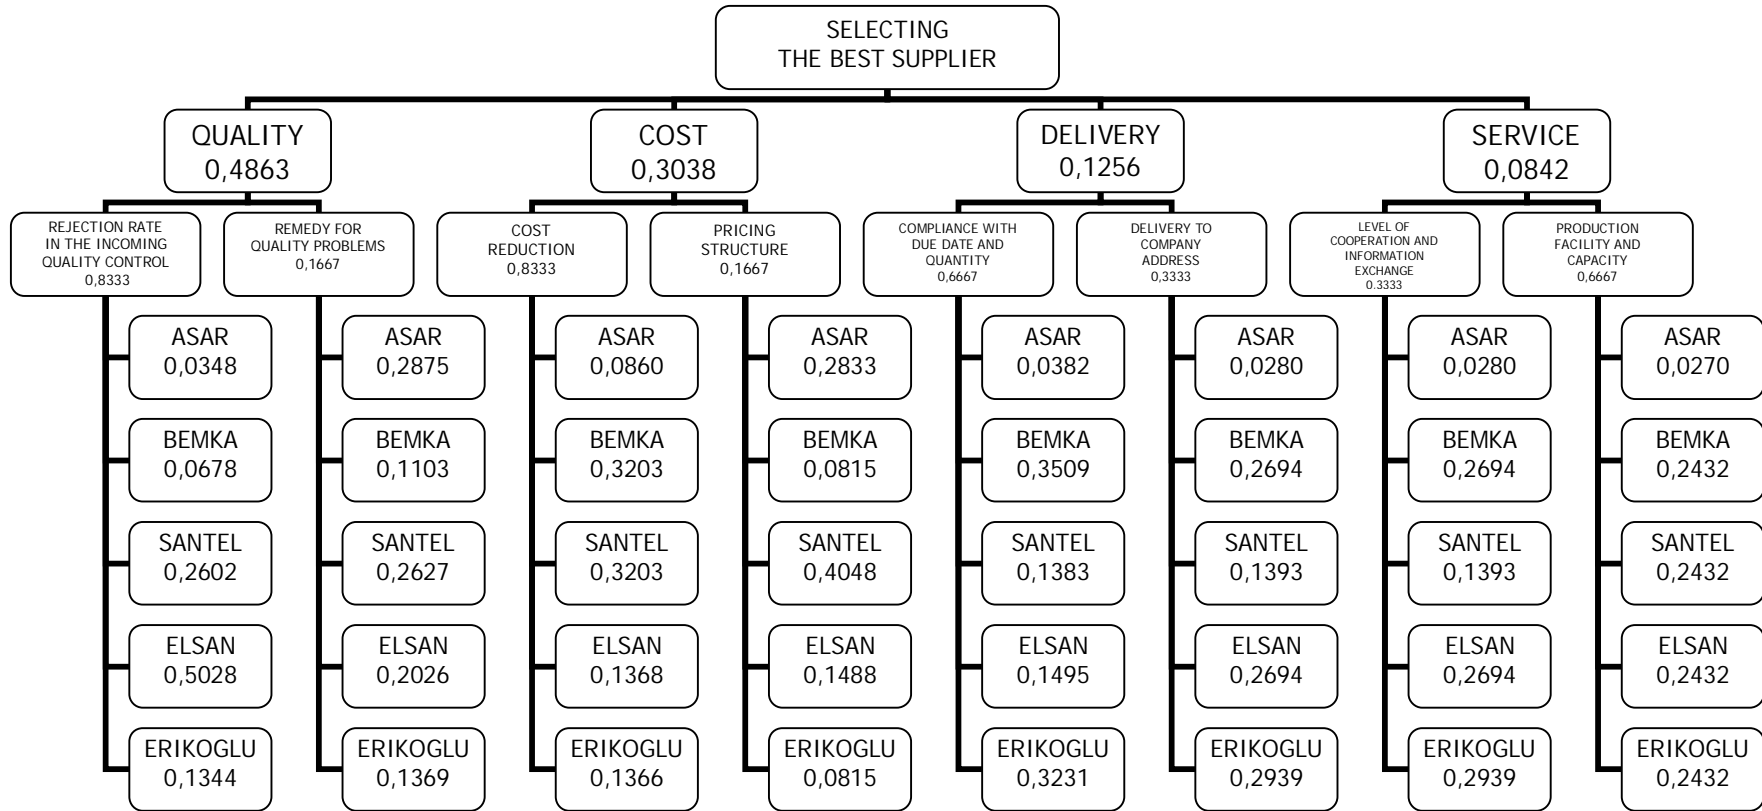 SELECTING
THE BEST SUPPLIER
QUALITY
0,4863
COST
0,3038
DELIVERY
0,1256
SERVICE
0,0842
REJECTION RATE
IN THE INCOMING
QUALITY CONTROL
0,8333
REMEDY FOR
QUALITY PROBLEMS
0,1667
COST
REDUCTION
0,8333
PRICING
STRUCTURE
0,1667
COMPLIANCE WITH
DUE DATE AND
QUANTITY
0,6667
DELIVERY TO
COMPANY
ADDRESS
0,3333
LEVEL OF
COOPERATION AND
INFORMATION
EXCHANGE
0.3333
PRODUCTION
FACILITY AND
CAPACITY
0,6667
ASAR
0,0348
BEMKA
0,0678
SANTEL
0,2602
ELSAN
0,5028
ERIKOGLU
0,1344
ASAR
0,2875
BEMKA
0,1103
SANTEL
0,2627
ELSAN
0,2026
ERIKOGLU
0,1369
ASAR
0,0860
BEMKA
0,3203
SANTEL
0,3203
ELSAN
0,1368
ERIKOGLU
0,1366
ASAR
0,2833
BEMKA
0,0815
SANTEL
0,4048
ELSAN
0,1488
ERIKOGLU
0,0815
ASAR
0,0382
BEMKA
0,3509
SANTEL
0,1383
ELSAN
0,1495
ERIKOGLU
0,3231
ASAR
0,0280
BEMKA
0,2694
SANTEL
0,1393
ELSAN
0,2694
ERIKOGLU
0,2939
ASAR
0,0280
BEMKA
0,2694
SANTEL
0,1393
ELSAN
0,2694
ERIKOGLU
0,2939
ASAR
0,0270
BEMKA
0,2432
SANTEL
0,2432
ELSAN
0,2432
ERIKOGLU
0,2432